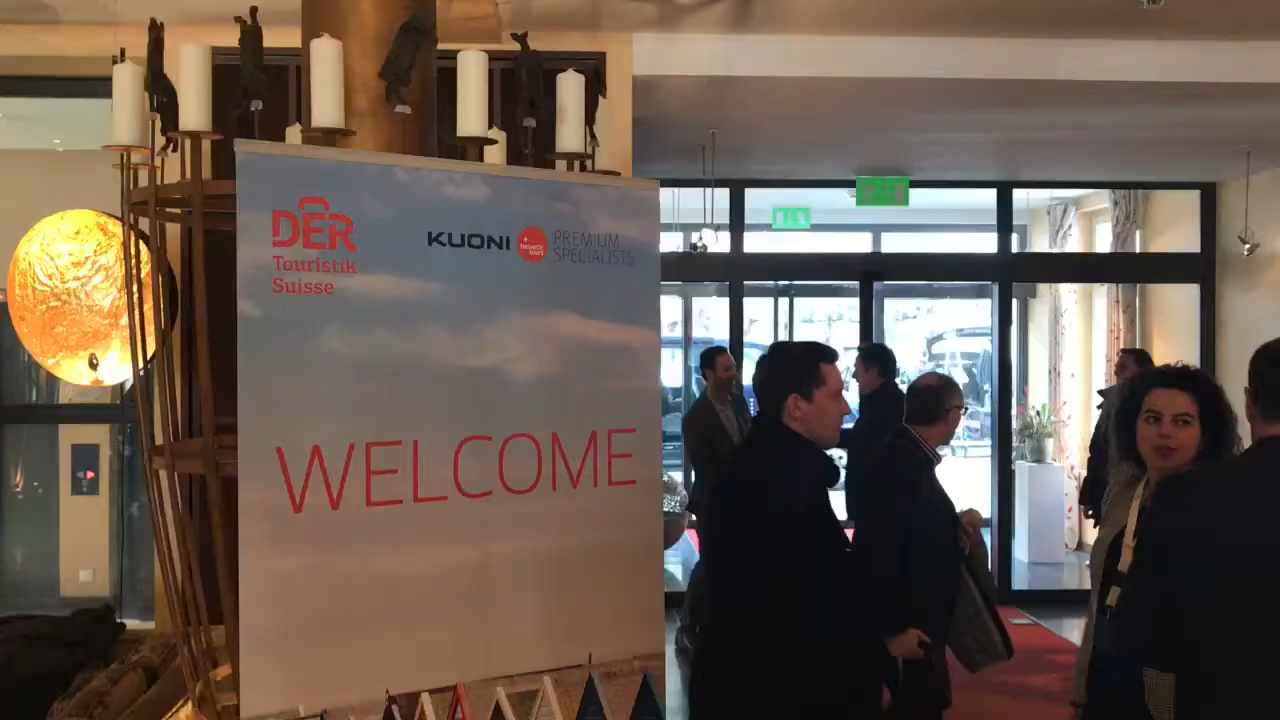 DER
Touristik
Suisse
KUONI
helvetic
tours
PREMIUM
SPECIALISTS
WELCOME